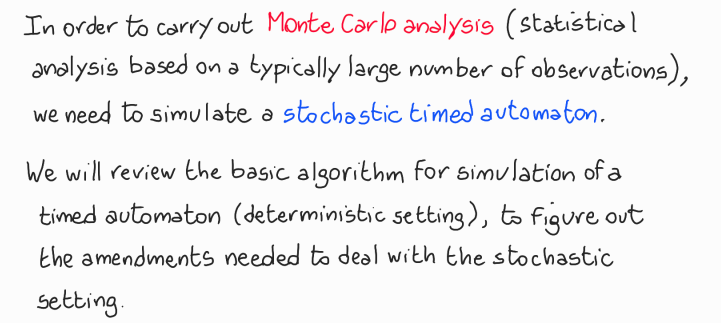 In order to carry out Monte Carlo analysis (statistical
analysis based on a typically large number of observations),
we need to simulate a stochastic timed automaton.
We will review the basic algorithm for simulation of a
timed automaton (deterministic setting), to figure out
the amendments needed to deal with the stochastic
setting.